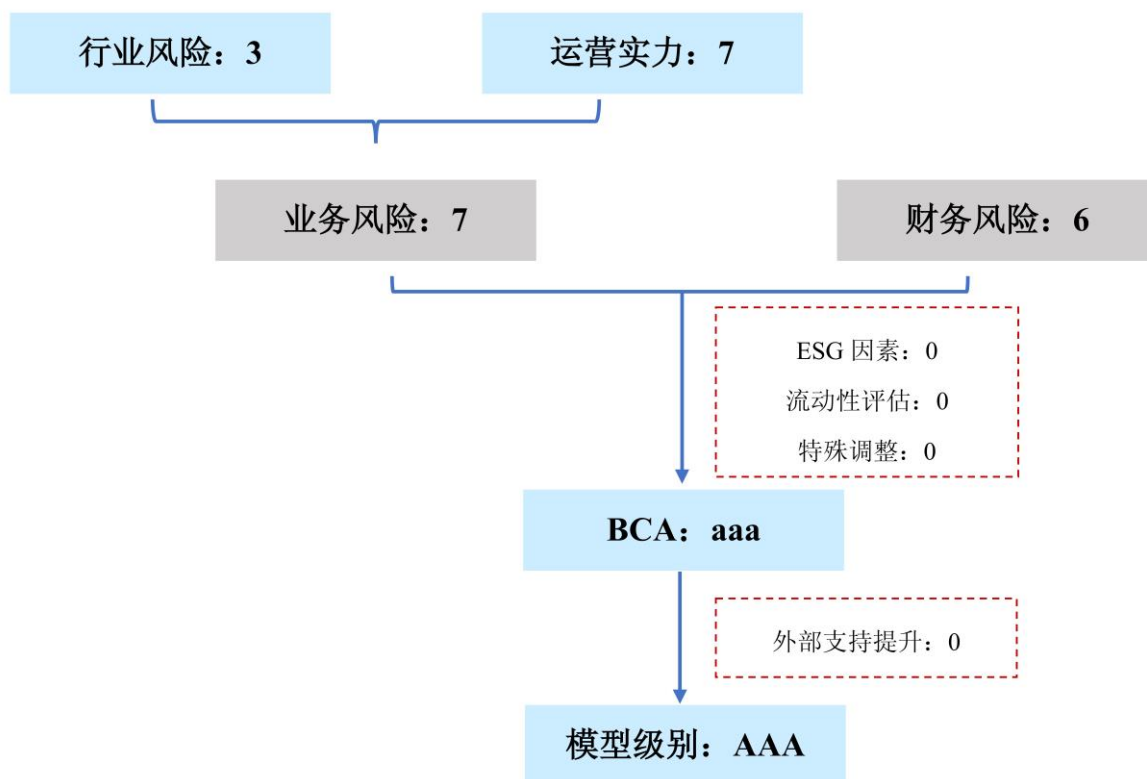 行业风险：3
运营实力：7
业务风险：7
财务风险：6
ESG 因素：0
流动性评估：0
特殊调整：0
BCA：aaa
外部支持提升：0
模型级别：AAA